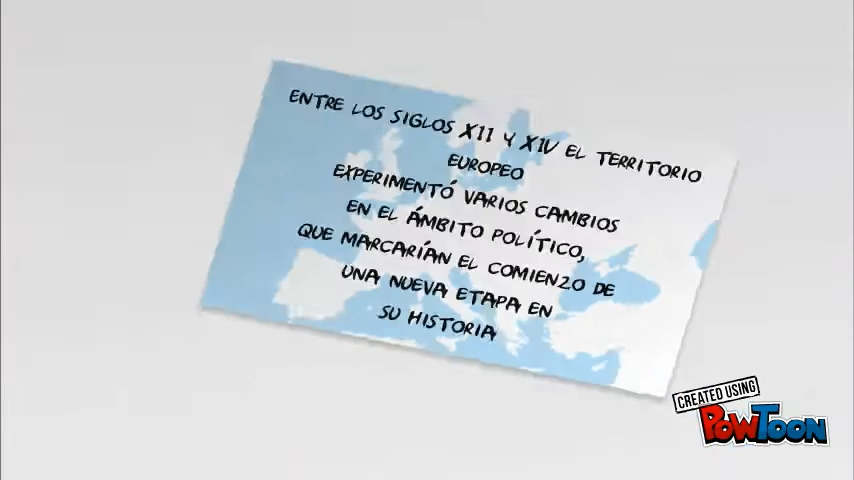 ENTRE LOS SIGLOS XII Y XIV EL TERRITORIO
EUROPEO
EXPERIMENTÓ VARIOS CAMBIOS
EN EL ÁMBITO POLÍTICO,
QUE MARCARÍAN EL COMIENZO DE
UNA NUEVA ETAPA EN
SU HISTORIA
CREATED USING
POWTOON